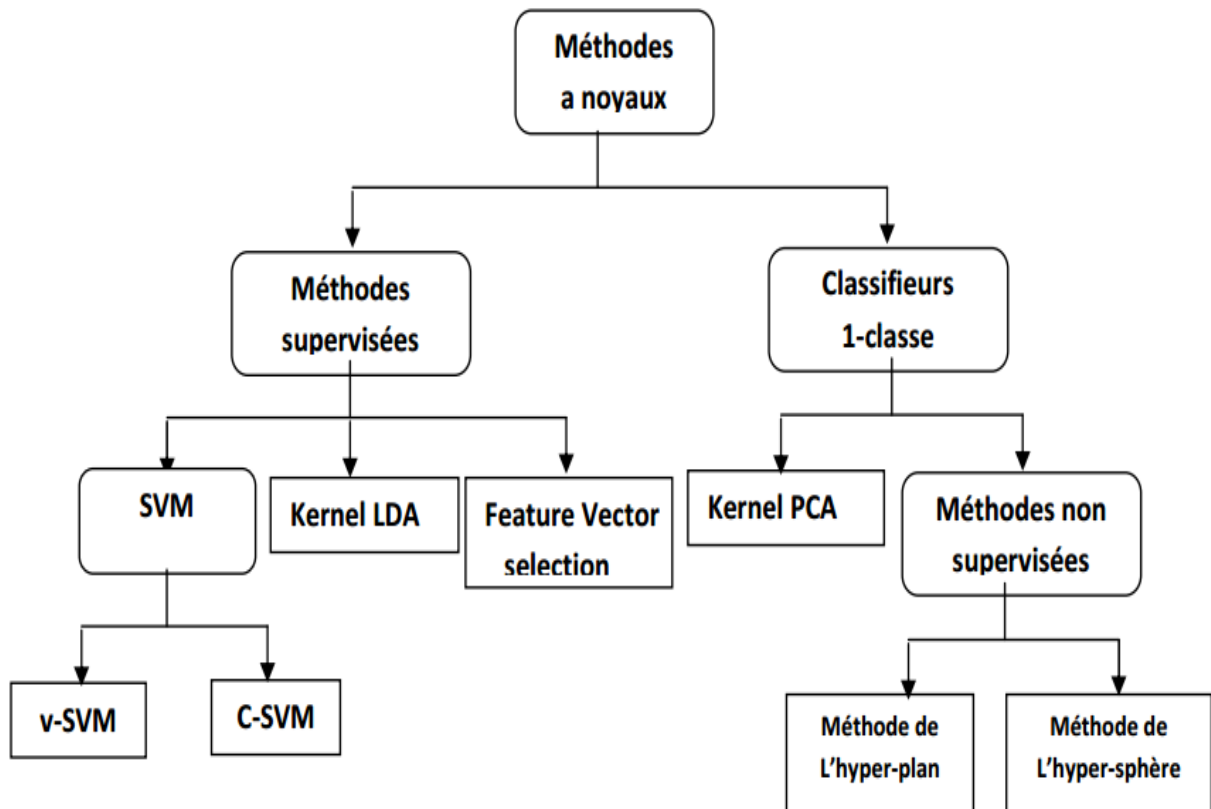 Méthodes
a noyaux
Méthodes
supervisées
Classifieurs
1-classe
SVM
Kernel LDA
Feature Vector
selection
Kernel PCA
Méthodes non
supervisées
v-SVM
C-SVM
Méthode de
L'hyper-plan
Méthode de
L'hyper-sphère